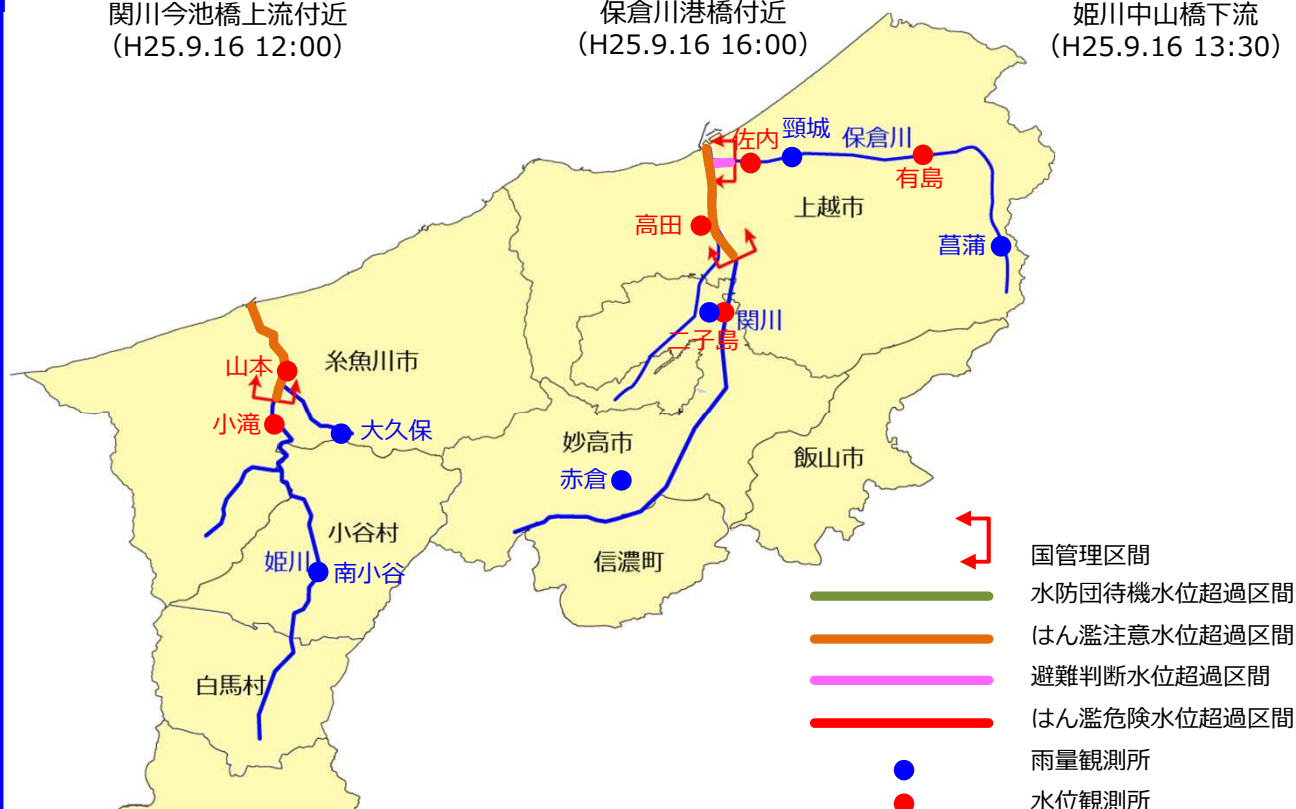 関川今池橋上流付近
（H25.9.16 12:00）
保倉川港橋付近
（H25.9.16 16:00）
姫川中山橋下流
（H25.9.16 13:30）
佐内
頸城
保倉川
有島
上越市
高田
菖蒲
関川
二子島
山本
糸魚川市
小滝
大久保
妙高市
飯山市
赤倉
小谷村
信濃町
姫川
南小谷
白馬村
国管理区間
水防団待機水位超過区間
はん濫注意水位超過区間
避難判断水位超過区間
はん濫危険水位超過区間
雨量観測所
水位観測所